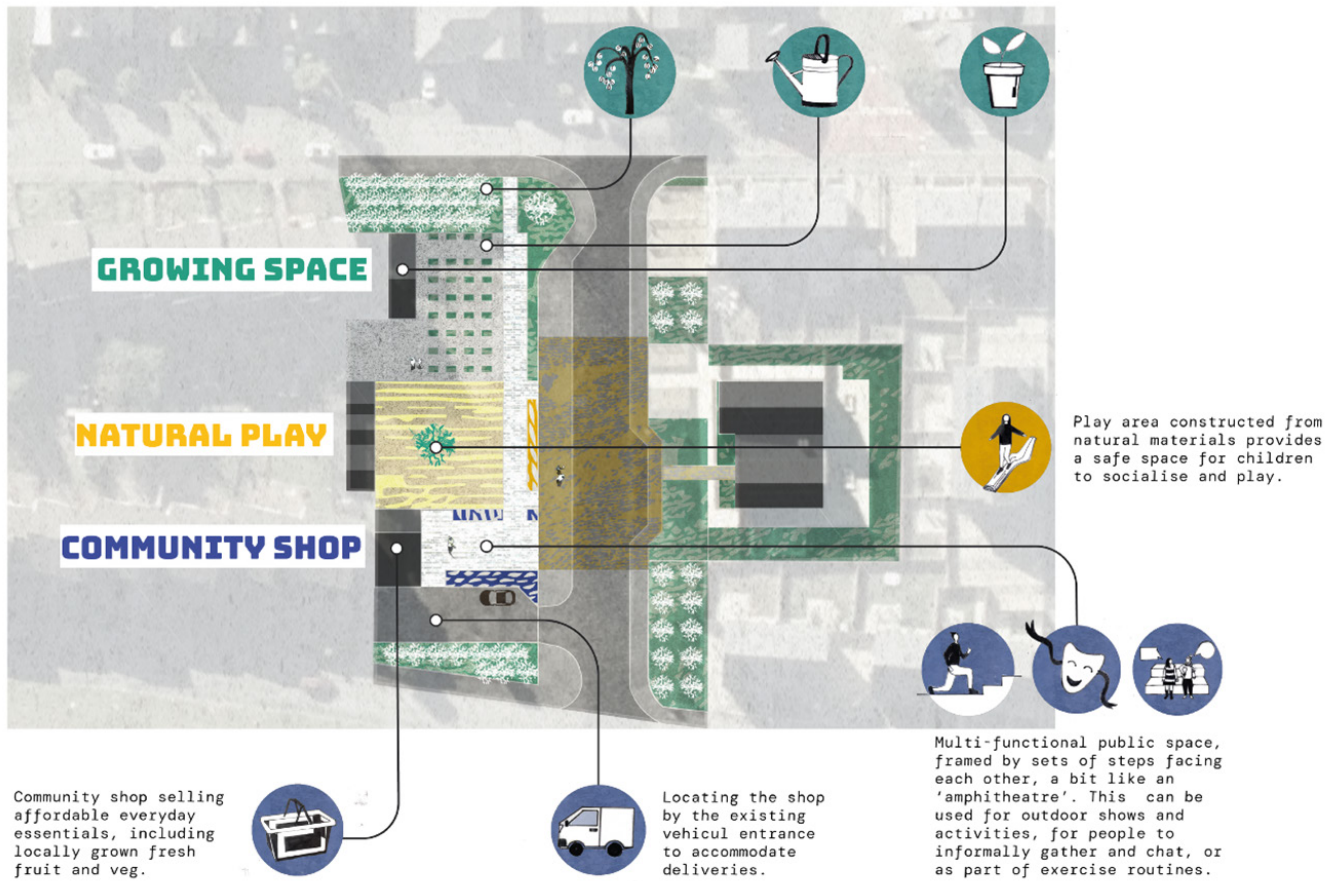 GROWING SPACE
NATURAL PLAY
Play area constructed from
natural materials provides
a safe space for children
to socialise and play.
COMMUNITY SHOP
Multi-functional public space,
framed by sets of steps facing
each other, a bit like an
‘amphitheatre’. This can be
used for outdoor shows and
activities, for people to
informally gather and chat, or
as part of exercise routines.
Community shop selling
affordable everyday
essentials, including
locally grown fresh
fruit and veg.
Locating the shop
by the existing
vehicul entrance
to accommodate
deliveries.